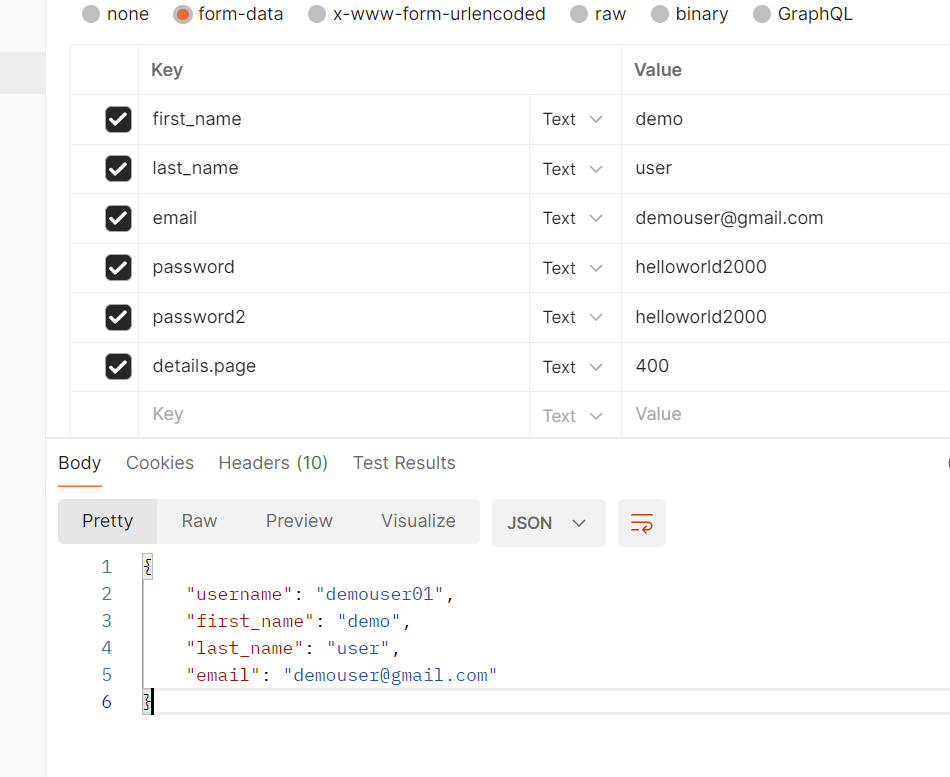 none form-data x-www-form-urlencoded raw binary GraphQL
Key Value
first_name Text demo
last_name Text user
email Text demouser@gmail.com
password Text helloworld2000
password2 Text helloworld2000
details.page Text 400
Key Text Value
Body Cookies Headers (10) Test Results
Pretty Raw Preview Visualize JSON
1 {
2 "username": "demouser01",
3 "first_name": "demo",
4 "last_name": "user",
5 "email": "demouser@gmail.com"
6 }